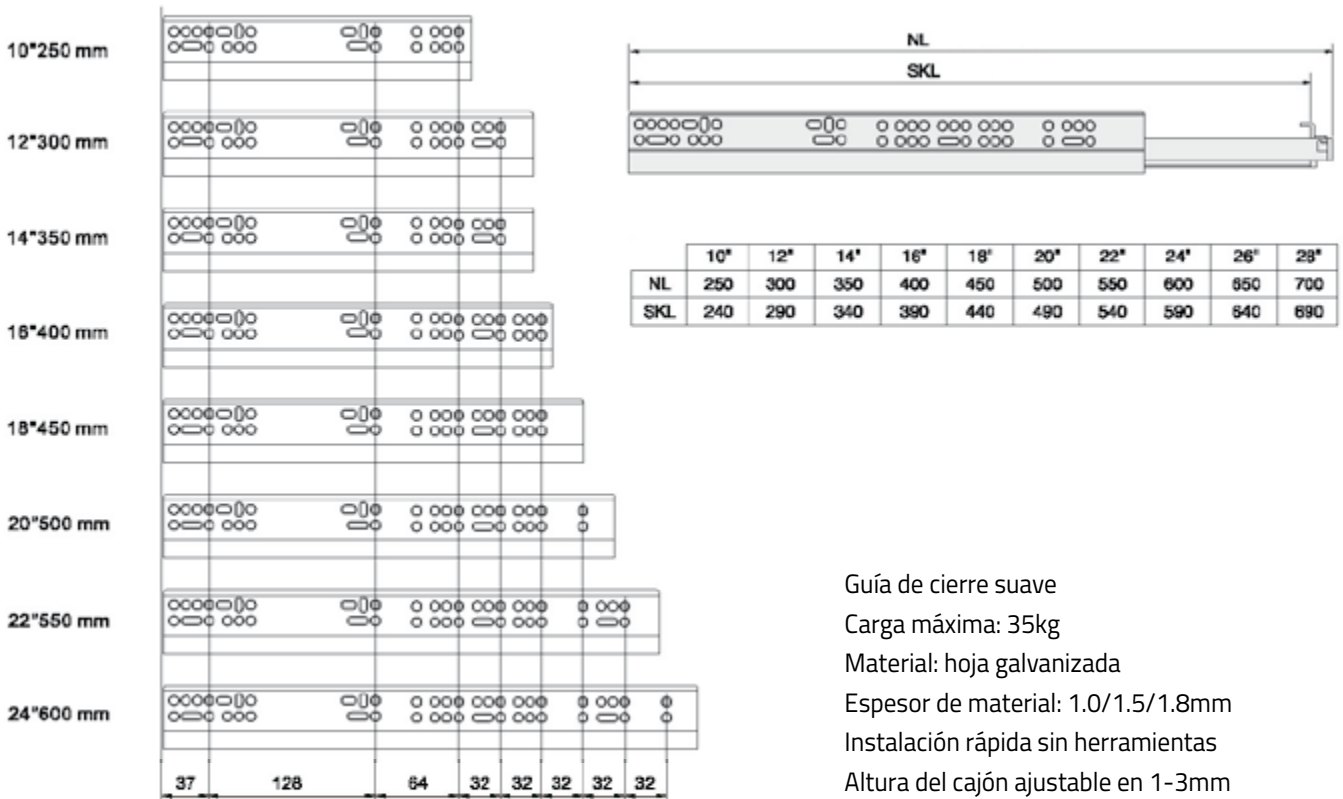 10"250 mm
12"300 mm
14"350 mm
16"400 mm
18"450 mm
20"500 mm
22"550 mm
24"600 mm
37 128 64 32 32 32 32 32
NL
SKL
10" 12" 14" 16" 18" 20" 22" 24" 26" 28"
NL 250 300 350 400 450 500 550 600 650 700
SKL 240 290 340 390 440 490 540 590 640 690
Guía de cierre suave
Carga máxima: 35kg
Material: hoja galvanizada
Espesor de material: 1.0/1.5/1.8mm
Instalación rápida sin herramientas
Altura del cajón ajustable en 1-3mm